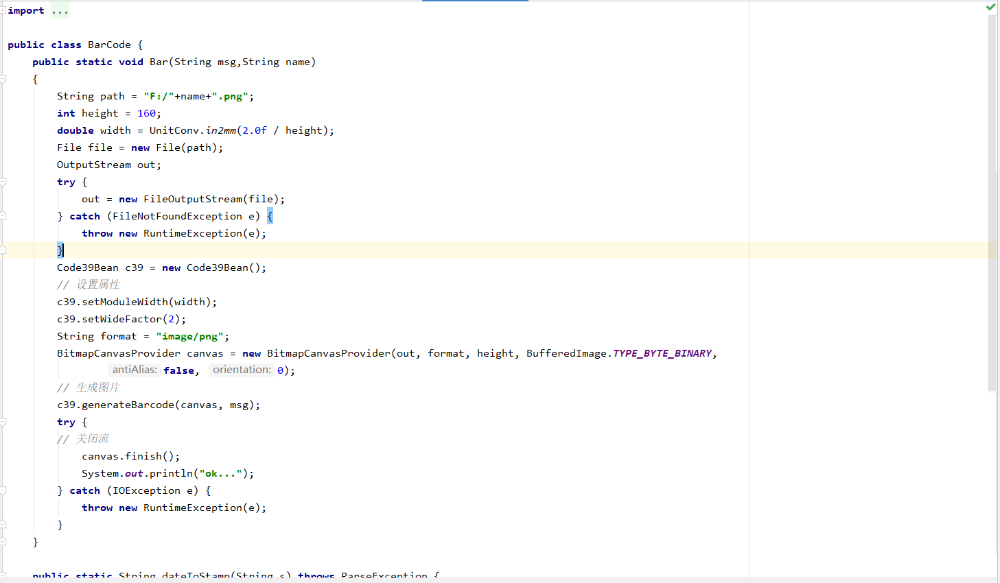 import ...
public class BarCode {
public static void Bar(String msg,String name)
{
String path = "F:/"+name+".png";
int height = 160;
double width = UnitConv.in2mm(2.0f / height);
File file = new File(path);
OutputStream out;
try {
out = new FileOutputStream(file);
} catch (FileNotFoundException e) {
throw new RuntimeException(e);
}
Code39Bean c39 = new Code39Bean();
// 设置属性
c39.setModuleWidth(width);
c39.setWideFactor(2);
String format = "image/png";
BitmapCanvasProvider canvas = new BitmapCanvasProvider(out, format, height, BufferedImage.TYPE_BYTE_BINARY,
antiAlias: false, orientation: 0);
// 生成图片
c39.generateBarcode(canvas, msg);
try {
// 关闭流
canvas.finish();
System.out.println("ok...");
} catch (IOException e) {
throw new RuntimeException(e);
}
}
public static String dateToStamp(String s) throws ParseException {